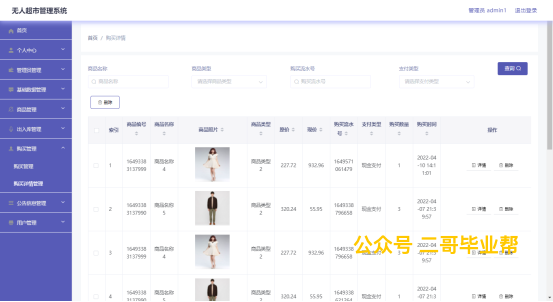 无人超市管理系统
管理员 admin1 退出登录
首页
个人中心
管理员管理
基础数据管理
商品管理
出入库管理
购买管理
购买管理
购买详情管理
公告信息管理
用户管理
首页 / 购买详情
商品名称 商品类型 购买流水号 支付类型
商品名称 请选择商品类型 购买流水号 请选择支付类型 查询
删除
索引 商品编号 商品名称 商品照片 商品类型 原价 现价 购买流水号 支付类型 购买数量 购买时间 操作
1 16493383137999 商品名称4 商品类型2 227.72 932.96 1649571061479 现金支付 1 2022-04-10 14:11:01 详情 删除
2 16493383137990 商品名称5 商品类型2 320.24 55.95 1649338796658 现金支付 3 2022-04-07 21:39:57 详情 删除
3 16493383137999 商品名称4 商品类型2 227.72 932.96 1649338796658 现金支付 2022-04-07 21:39:57 详情 删除
4 1649338 商品名称 商品类型 320.24 55.95 1649338 现金支付 1 2022-04-07 21:3 详情 删除
公众号 二哥毕业帮